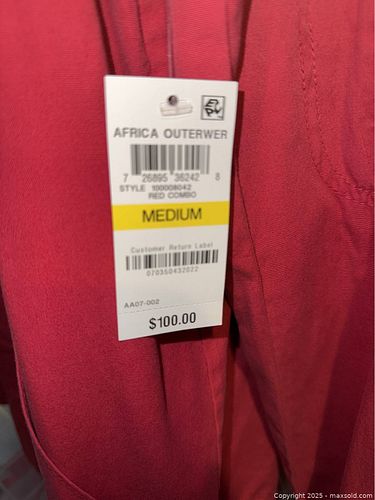 AFRICA OUTERWER
7 26895 36242 8
STYLE 100008042
RED COMBO
MEDIUM
Customer Return Label
070350432022
AA07-002
$100.00
Copyright 2025 - maxsold.com